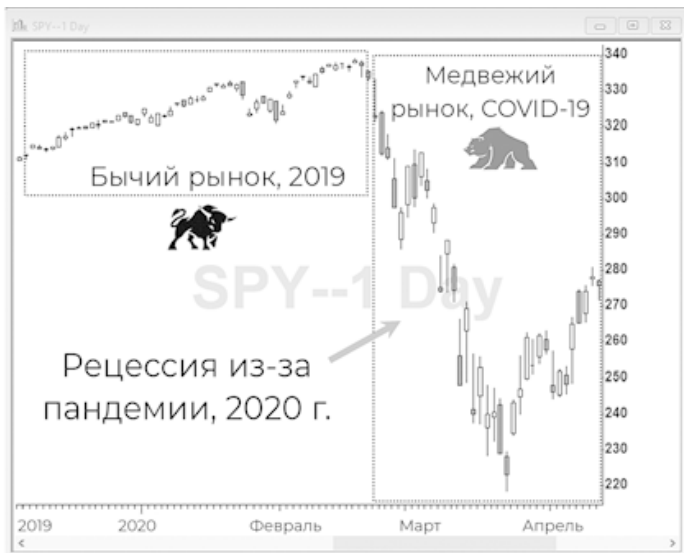 SPY--1 Day
Медвежий
рынок, COVID-19
Бычий рынок, 2019
SPY--1 Day
Рецессия из-за
пандемии, 2020 г.
340
330
320
310
300
290
280
270
260
250
240
230
220
2019 2020 Февраль Март Апрель